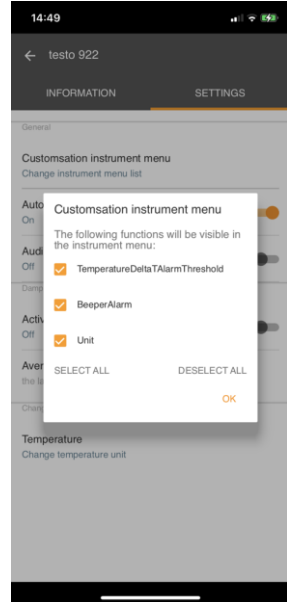 14:49
testo 922
INFORMATION
SETTINGS
General
Customsation instrument menu
Change instrument menu list
Auto
On
Customsation instrument menu
The following functions will be visible in
the instrument menu:
Audi
Off
TemperatureDeltaTAlarmThreshold
Damp
BeeperAlarm
Activ
Off
Unit
Aver
the la
SELECT ALL
DESELECT ALL
OK
Chang
Temperature
Change temperature unit